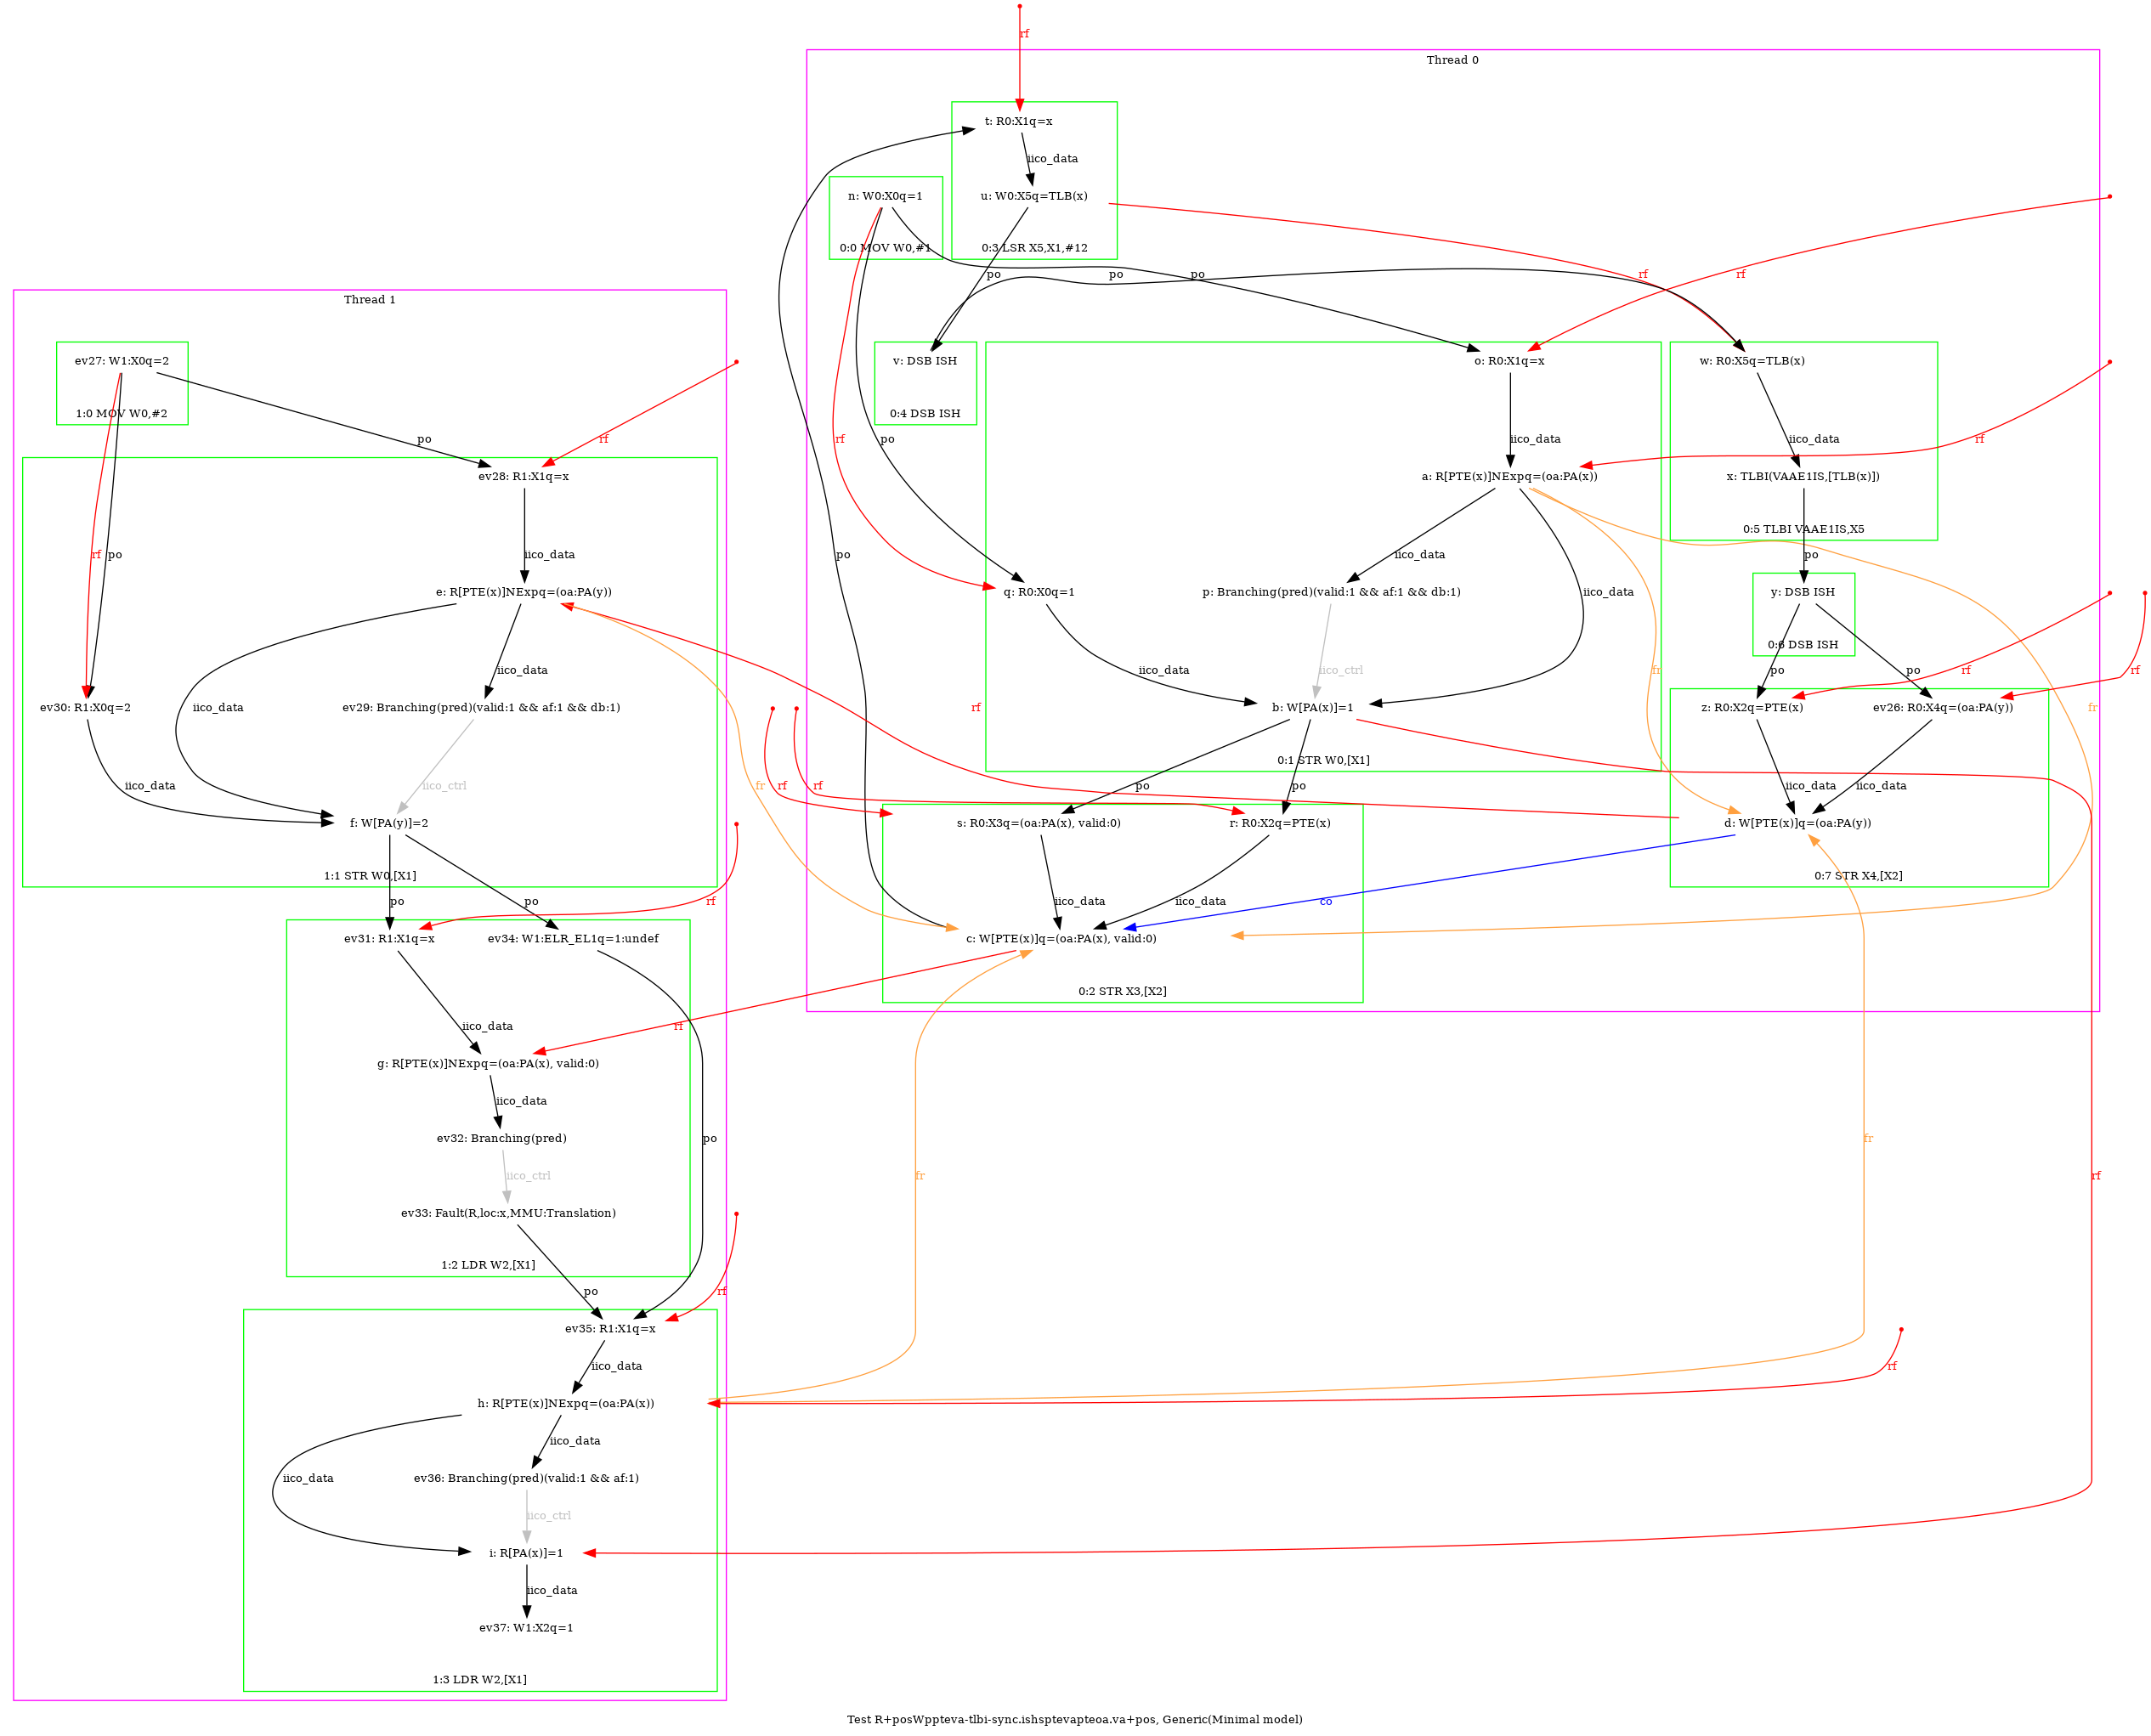 rf
Thread 0
t: R0:X1q=x
iico_data
n: W0:X0q=1
u: W0:X5q=TLB(x)
0:0 MOV W0,#1
0:3 LSR X5,X1,#12
po
po
po
rf
rf
Thread 1
ev27: W1:X0q=2
1:0 MOV W0,#2
v: DSB ISH
0:4 DSB ISH
o: R0:X1q=x
w: R0:X5q=TLB(x)
po
rf
rf
po
iico_data
iico_data
rf
ev28: R1:X1q=x
a: R[PTE(x)]NExpq=(oa:PA(x))
x: TLBI(VAAE1IS,[TLB(x)])
0:5 TLBI VAAE1IS,X5
rf
po
iico_data
iico_data
po
e: R[PTE(x)]NExpq=(oa:PA(y))
q: R0:X0q=1
p: Branching(pred)(valid:1 && af:1 && db:1)
iico_data
y: DSB ISH
0:6 DSB ISH
iico_data
iico_data
iico_ctrl
fr
po
rf
po
rf
ev30: R1:X0q=2
iico_data
ev29: Branching(pred)(valid:1 && af:1 && db:1)
rf
b: W[PA(x)]=1
z: R0:X2q=PTE(x)
ev26: R0:X4q=(oa:PA(y))
fr
0:1 STR W0,[X1]
iico_data
iico_ctrl
fr
rf
rf
po
po
iico_data
iico_data
f: W[PA(y)]=2
s: R0:X3q=(oa:PA(x), valid:0)
r: R0:X2q=PTE(x)
d: W[PTE(x)]q=(oa:PA(y))
1:1 STR W0,[X1]
0:7 STR X4,[X2]
po
po
rf
iico_data
iico_data
co
ev31: R1:X1q=x
ev34: W1:ELR_EL1q=1:undef
c: W[PTE(x)]q=(oa:PA(x), valid:0)
0:2 STR X3,[X2]
iico_data
rf
g: R[PTE(x)]NExpq=(oa:PA(x), valid:0)
iico_data
ev32: Branching(pred)
po
fr
iico_ctrl
fr
rf
ev33: Fault(R,loc:x,MMU:Translation)
1:2 LDR W2,[X1]
po
rf
ev35: R1:X1q=x
iico_data
rf
h: R[PTE(x)]NExpq=(oa:PA(x))
iico_data
iico_data
ev36: Branching(pred)(valid:1 && af:1)
iico_ctrl
i: R[PA(x)]=1
iico_data
ev37: W1:X2q=1
1:3 LDR W2,[X1]
Test R+posWppteva-tlbi-sync.ishsptevapteoa.va+pos, Generic(Minimal model)